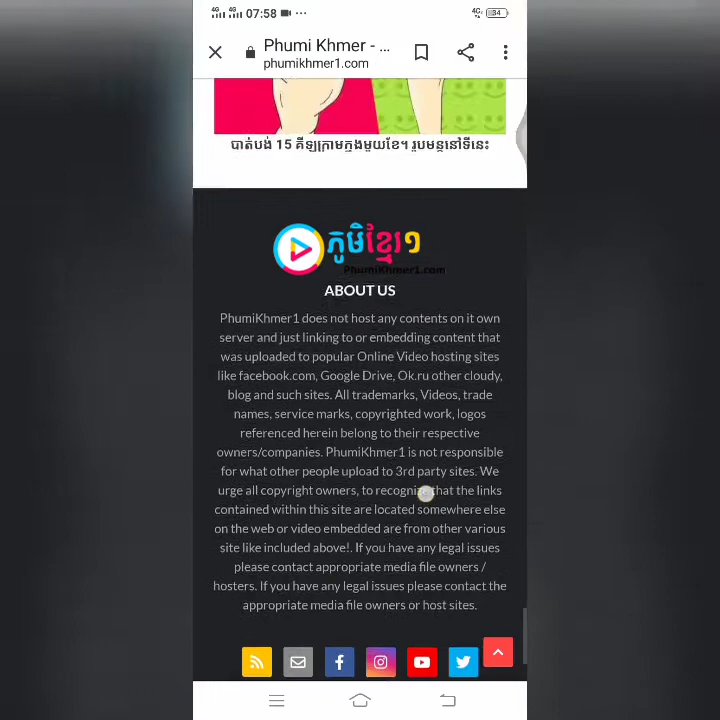 4G 4G 07:58 ... 4G 34
Phumi Khmer - ...
phumikhmer1.com
បាត់បង់ 15 គីឡូក្រាមក្នុងមួយខែ។ រូបមន្តនៅទីនេះ
ភូមិខ្មែរ១
PhumiKhmer1.com
ABOUT US
PhumiKhmer1 does not host any contents on it own
server and just linking to or embedding content that
was uploaded to popular Online Video hosting sites
like facebook.com, Google Drive, Ok.ru other cloudy,
blog and such sites. All trademarks, Videos, trade
names, service marks, copyrighted work, logos
referenced herein belong to their respective
owners/companies. PhumiKhmer1 is not responsible
for what other people upload to 3rd party sites. We
urge all copyright owners, to recognize that the links
contained within this site are located somewhere else
on the web or video embedded are from other various
site like included above!. If you have any legal issues
please contact appropriate media file owners /
hosters. If you have any legal issues please contact the
appropriate media file owners or host sites.